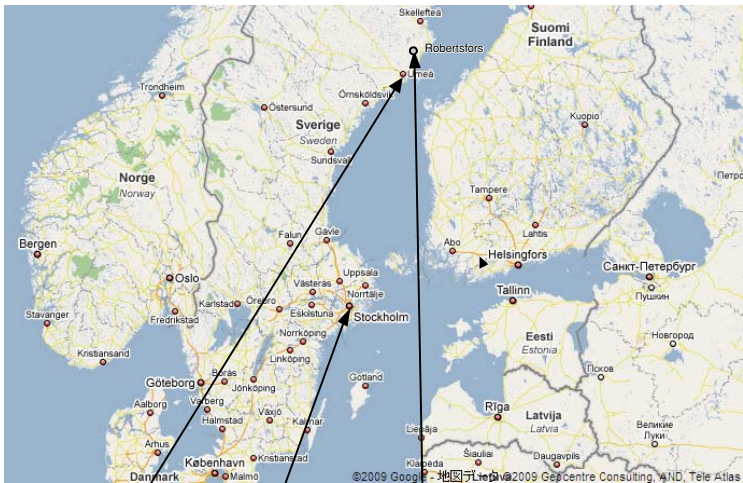 Skellefteå
Suomi
Finland
Robertsfors
Umeå
Trondheim
Örnsköldsvik
Östersund
Kuopio
Sverige
Sweden
Sundsvall
Norge
Norway
Tampere
Lahtis
Falun
Gävle
Åbo
Helsingfors
Bergen
Oslo
Uppsala
Västerås
Norrtälje
Санкт-Петербург
Пушкин
Tallinn
Karlstad
Örebro
Eskilstuna
Stockholm
Stavanger
Fredrikstad
Norrköping
Linköping
Eesti
Estonia
Новгород
Kristiansand
Псков
Göteborg
Borås
Jönköping
Gotland
Varberg
Aalborg
Halmstad
Växjö
Kalmar
Rīga
Latvija
Latvia
Великие
Луки
Liepāja
Århus
København
Kristianstad
Malmö
Danmark
Klaipėda
Šiauliai
Daugavpils
©2009 Google - 地図データ ©2009 Geocentre Consulting, AND, Tele Atlas